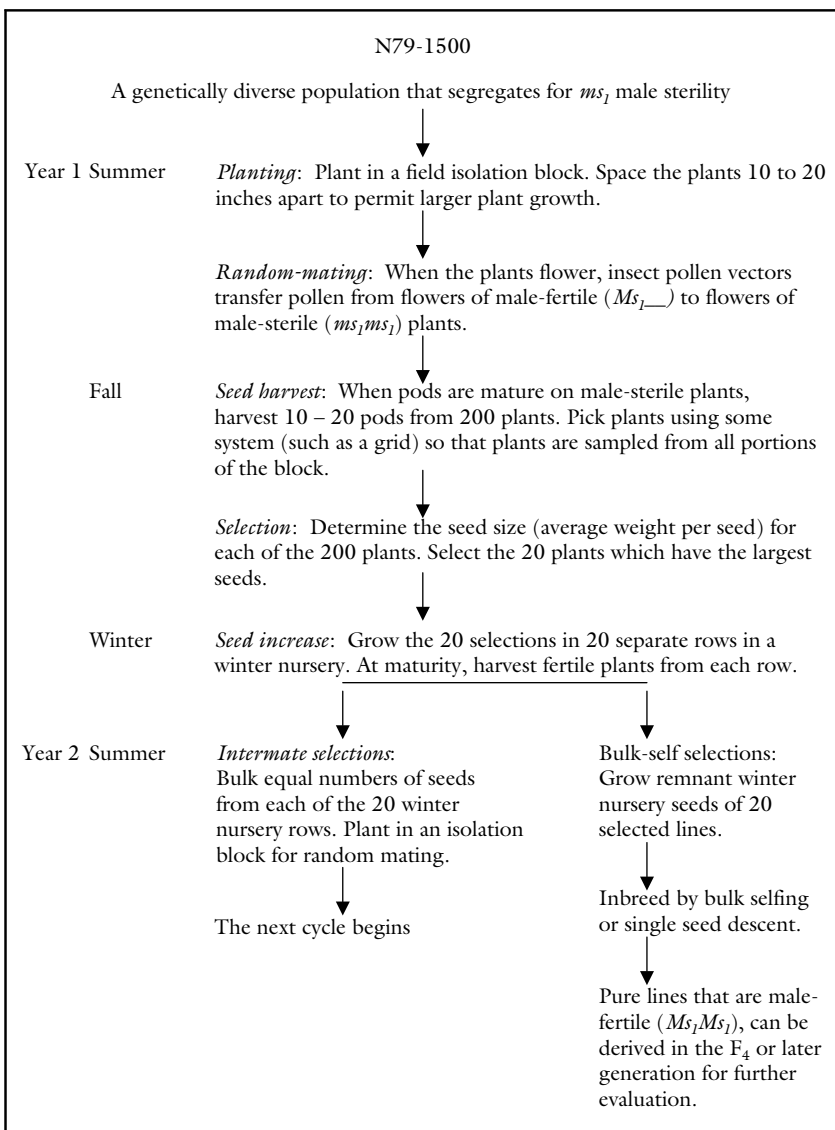 N79-1500
A genetically diverse population that segregates for ms₁ male sterility
Year 1 Summer
Planting: Plant in a field isolation block. Space the plants 10 to 20
inches apart to permit larger plant growth.
Random-mating: When the plants flower, insect pollen vectors
transfer pollen from flowers of male-fertile (Ms₁__) to flowers of
male-sterile (ms₁ms₁) plants.
Fall
Seed harvest: When pods are mature on male-sterile plants,
harvest 10 – 20 pods from 200 plants. Pick plants using some
system (such as a grid) so that plants are sampled from all portions
of the block.
Selection: Determine the seed size (average weight per seed) for
each of the 200 plants. Select the 20 plants which have the largest
seeds.
Winter
Seed increase: Grow the 20 selections in 20 separate rows in a
winter nursery. At maturity, harvest fertile plants from each row.
Year 2 Summer
Intermate selections:
Bulk equal numbers of seeds
from each of the 20 winter
nursery rows. Plant in an isolation
block for random mating.
The next cycle begins
Bulk-self selections:
Grow remnant winter
nursery seeds of 20
selected lines.
Inbreed by bulk selfing
or single seed descent.
Pure lines that are male-
fertile (Ms₁Ms₁), can be
derived in the F₄ or later
generation for further
evaluation.